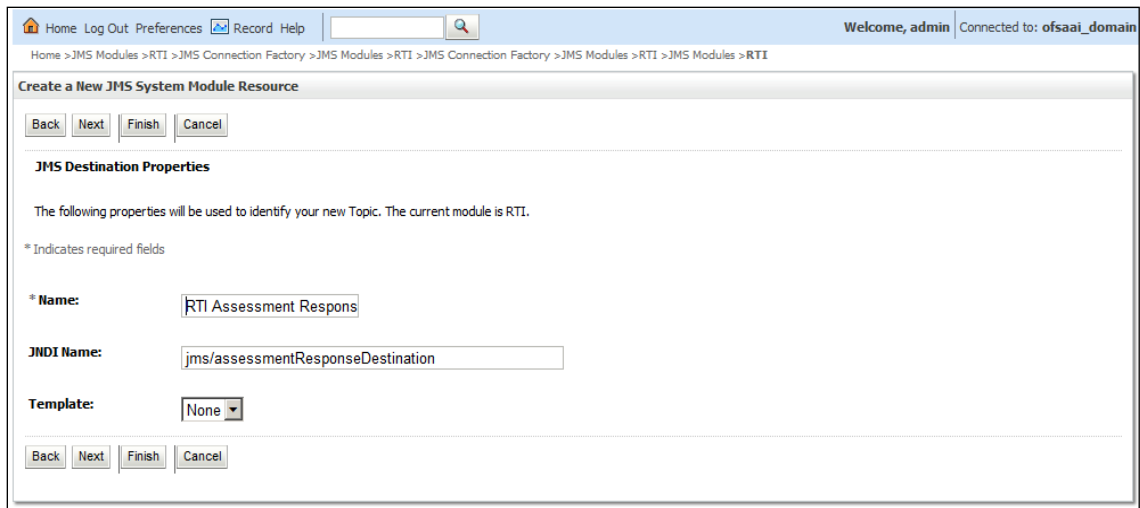 Home Log Out Preferences Record Help Welcome, admin Connected to: ofsaai_domain
Home >JMS Modules >RTI >JMS Connection Factory >JMS Modules >RTI >JMS Connection Factory >JMS Modules >RTI >JMS Modules >RTI
Create a New JMS System Module Resource
Back Next Finish Cancel
JMS Destination Properties
The following properties will be used to identify your new Topic. The current module is RTI.
* Indicates required fields
* Name: RTI Assessment Respons
JNDI Name: jms/assessmentResponseDestination
Template: None
Back Next Finish Cancel